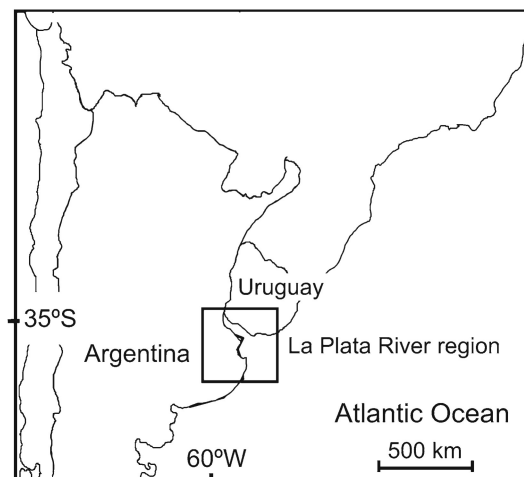 Uruguay
35ºS
Argentina
La Plata River region
Atlantic Ocean
60ºW
500 km